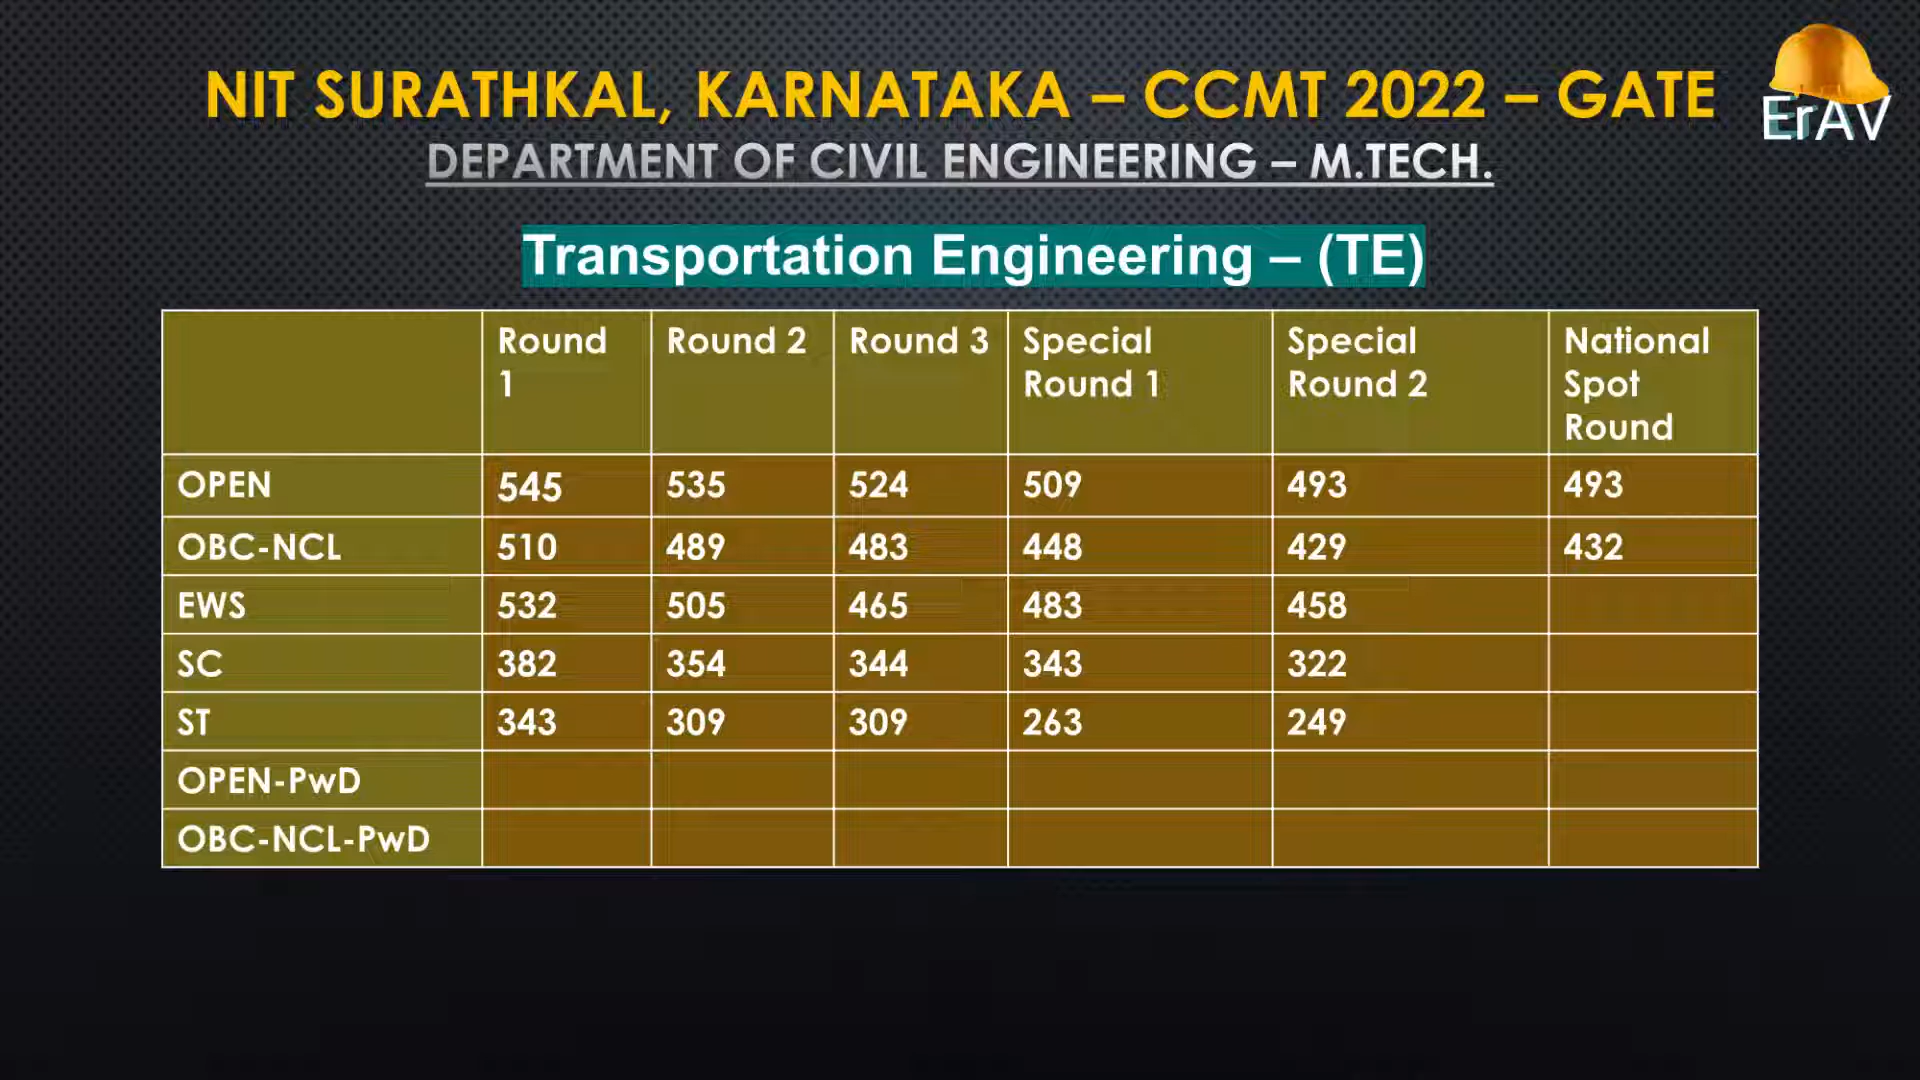 NIT SURATHKAL, KARNATAKA – CCMT 2022 – GATE
ErAV
DEPARTMENT OF CIVIL ENGINEERING – M.TECH.
Transportation Engineering – (TE)
Round 1 Round 2 Round 3 Special Round 1 Special Round 2 National Spot Round
OPEN 545 535 524 509 493 493
OBC-NCL 510 489 483 448 429 432
EWS 532 505 465 483 458
SC 382 354 344 343 322
ST 343 309 309 263 249
OPEN-PwD
OBC-NCL-PwD